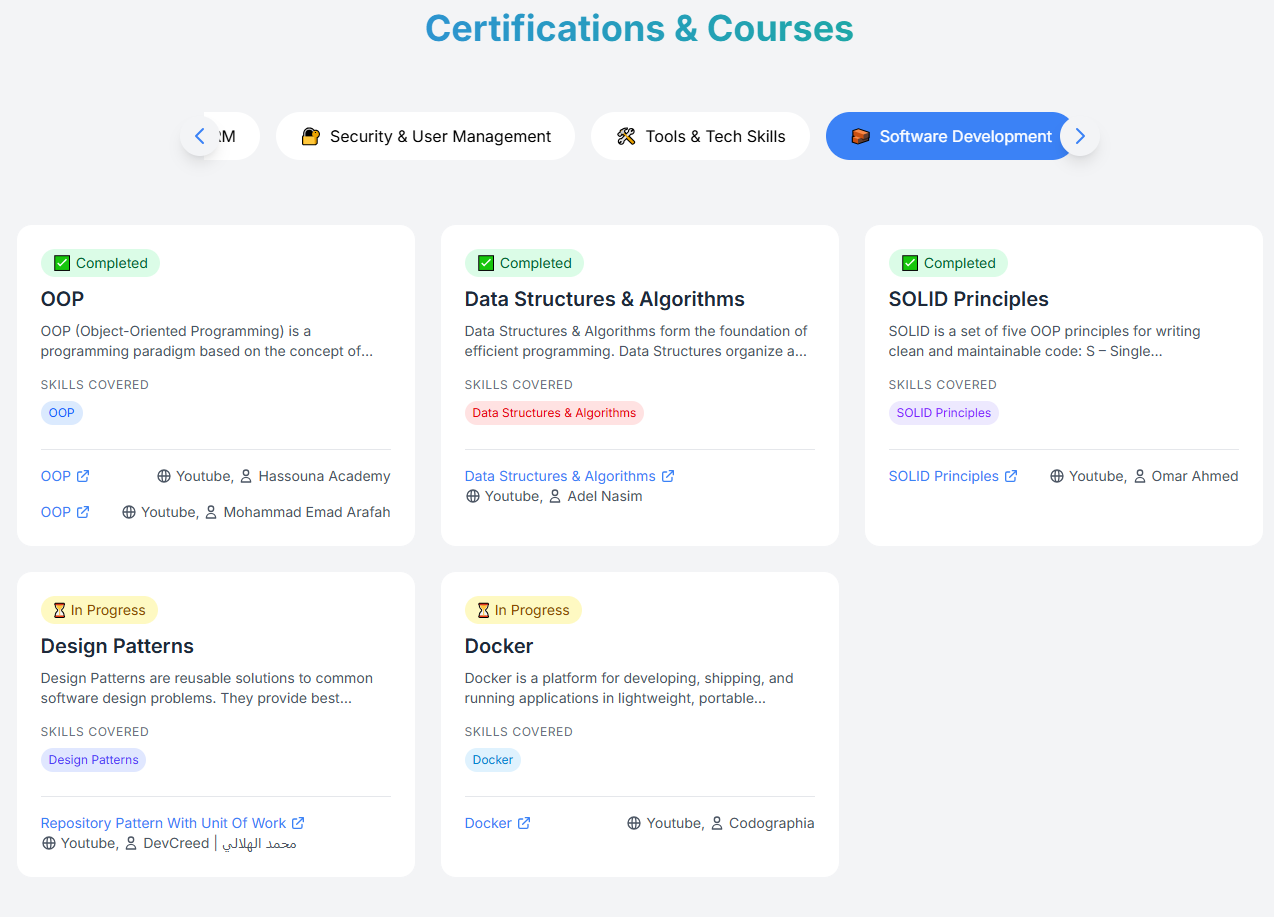 Certifications & Courses
RM
Security & User Management
Tools & Tech Skills
Software Development
Completed
OOP
OOP (Object-Oriented Programming) is a
programming paradigm based on the concept of...
SKILLS COVERED
OOP
OOP
Youtube, Hassouna Academy
OOP
Youtube, Mohammad Emad Arafah
Completed
Data Structures & Algorithms
Data Structures & Algorithms form the foundation of
efficient programming. Data Structures organize a...
SKILLS COVERED
Data Structures & Algorithms
Data Structures & Algorithms
Youtube, Adel Nasim
Completed
SOLID Principles
SOLID is a set of five OOP principles for writing
clean and maintainable code: S – Single...
SKILLS COVERED
SOLID Principles
SOLID Principles
Youtube, Omar Ahmed
In Progress
Design Patterns
Design Patterns are reusable solutions to common
software design problems. They provide best...
SKILLS COVERED
Design Patterns
Repository Pattern With Unit Of Work
Youtube, DevCreed | محمد الهلالي
In Progress
Docker
Docker is a platform for developing, shipping, and
running applications in lightweight, portable...
SKILLS COVERED
Docker
Docker
Youtube, Codographia